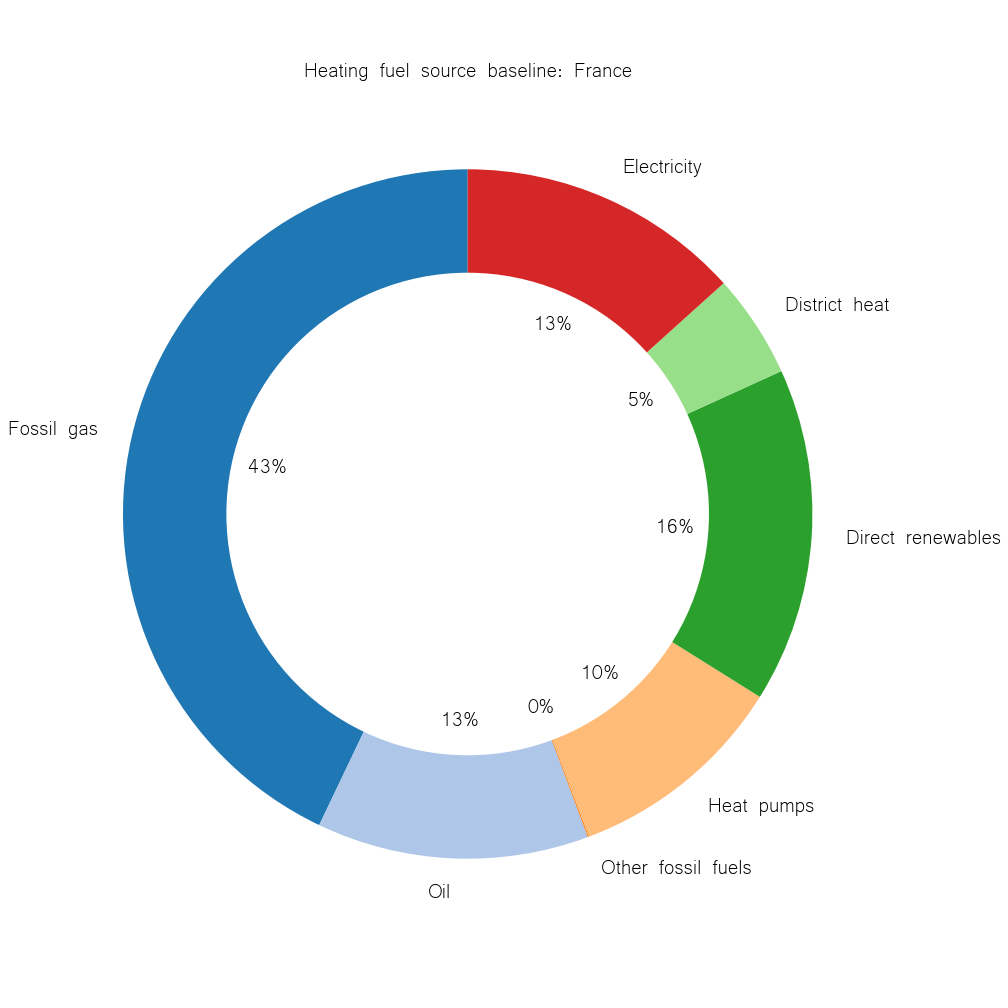 Heating fuel source baseline: France
Electricity
District heat
13%
5%
Fossil gas
43%
16%
Direct renewables
10%
0%
13%
Heat pumps
Other fossil fuels
Oil